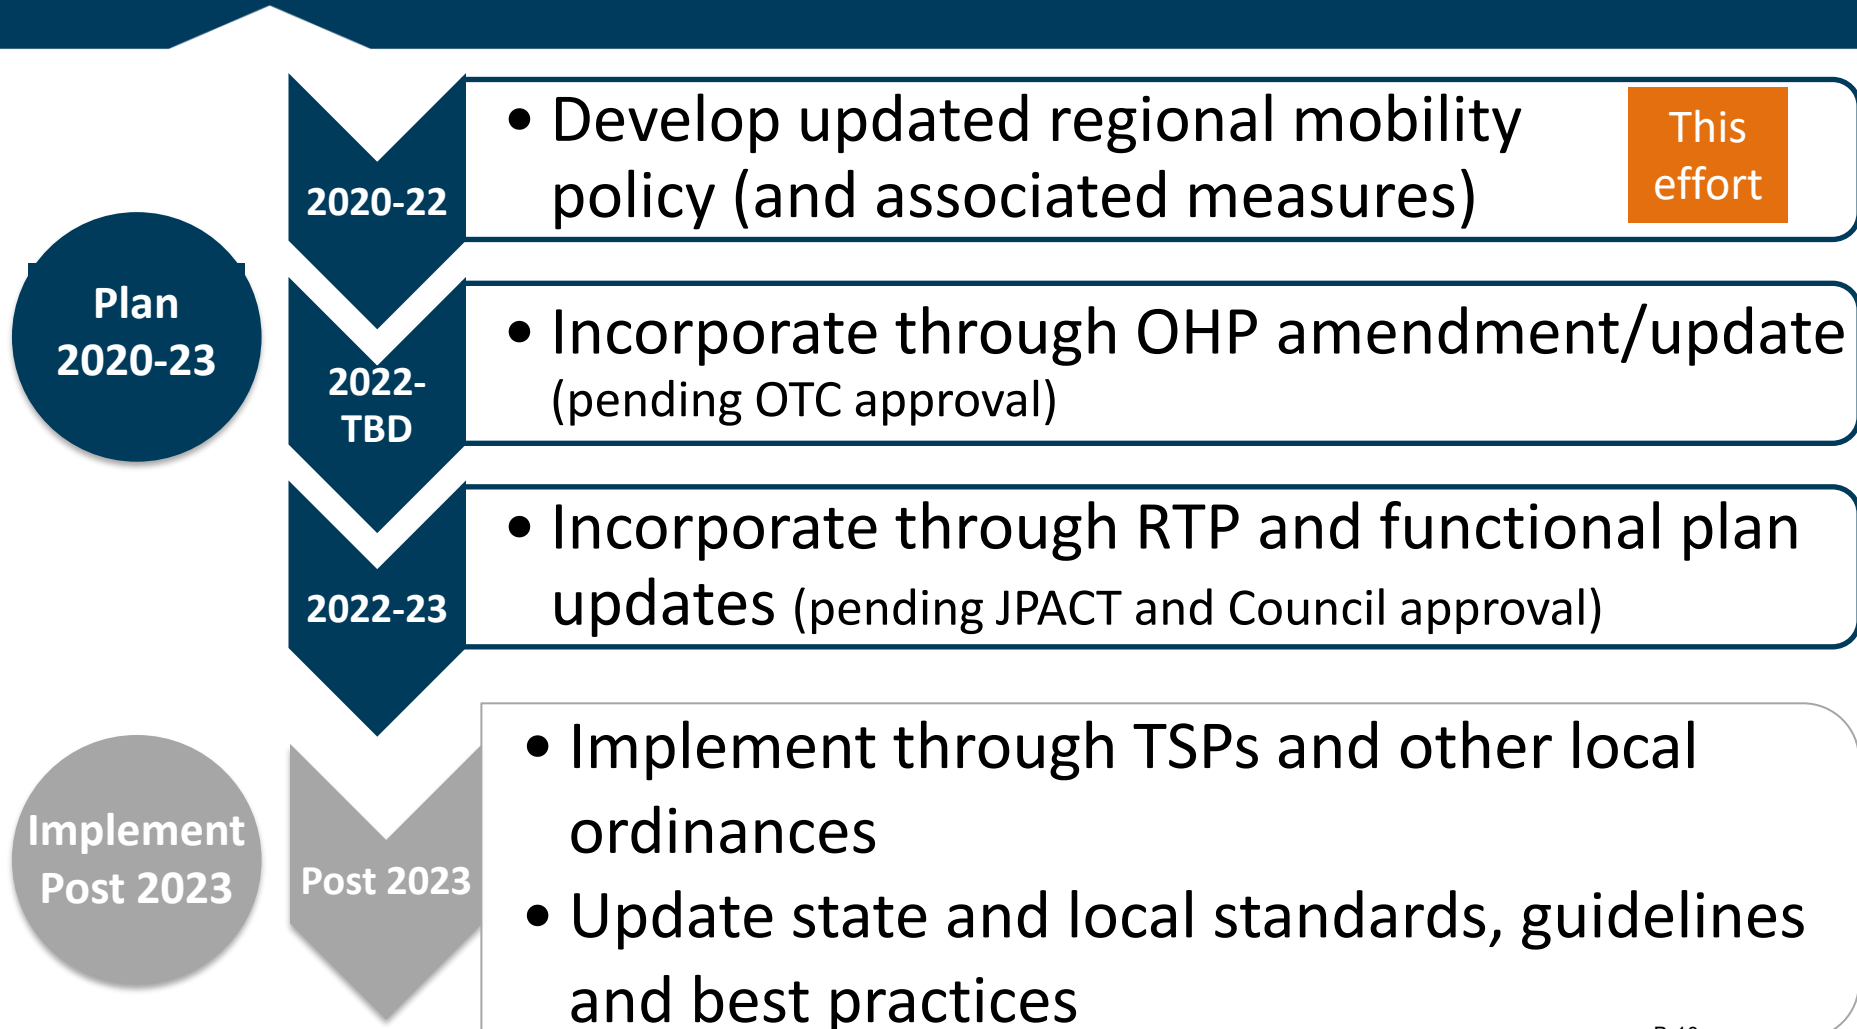 Plan
2020-23
2020-22
• Develop updated regional mobility
policy (and associated measures)
This
effort
2022-
TBD
• Incorporate through OHP amendment/update
(pending OTC approval)
2022-23
• Incorporate through RTP and functional plan
updates (pending JPACT and Council approval)
Implement
Post 2023
Post 2023
• Implement through TSPs and other local
ordinances
• Update state and local standards, guidelines
and best practices